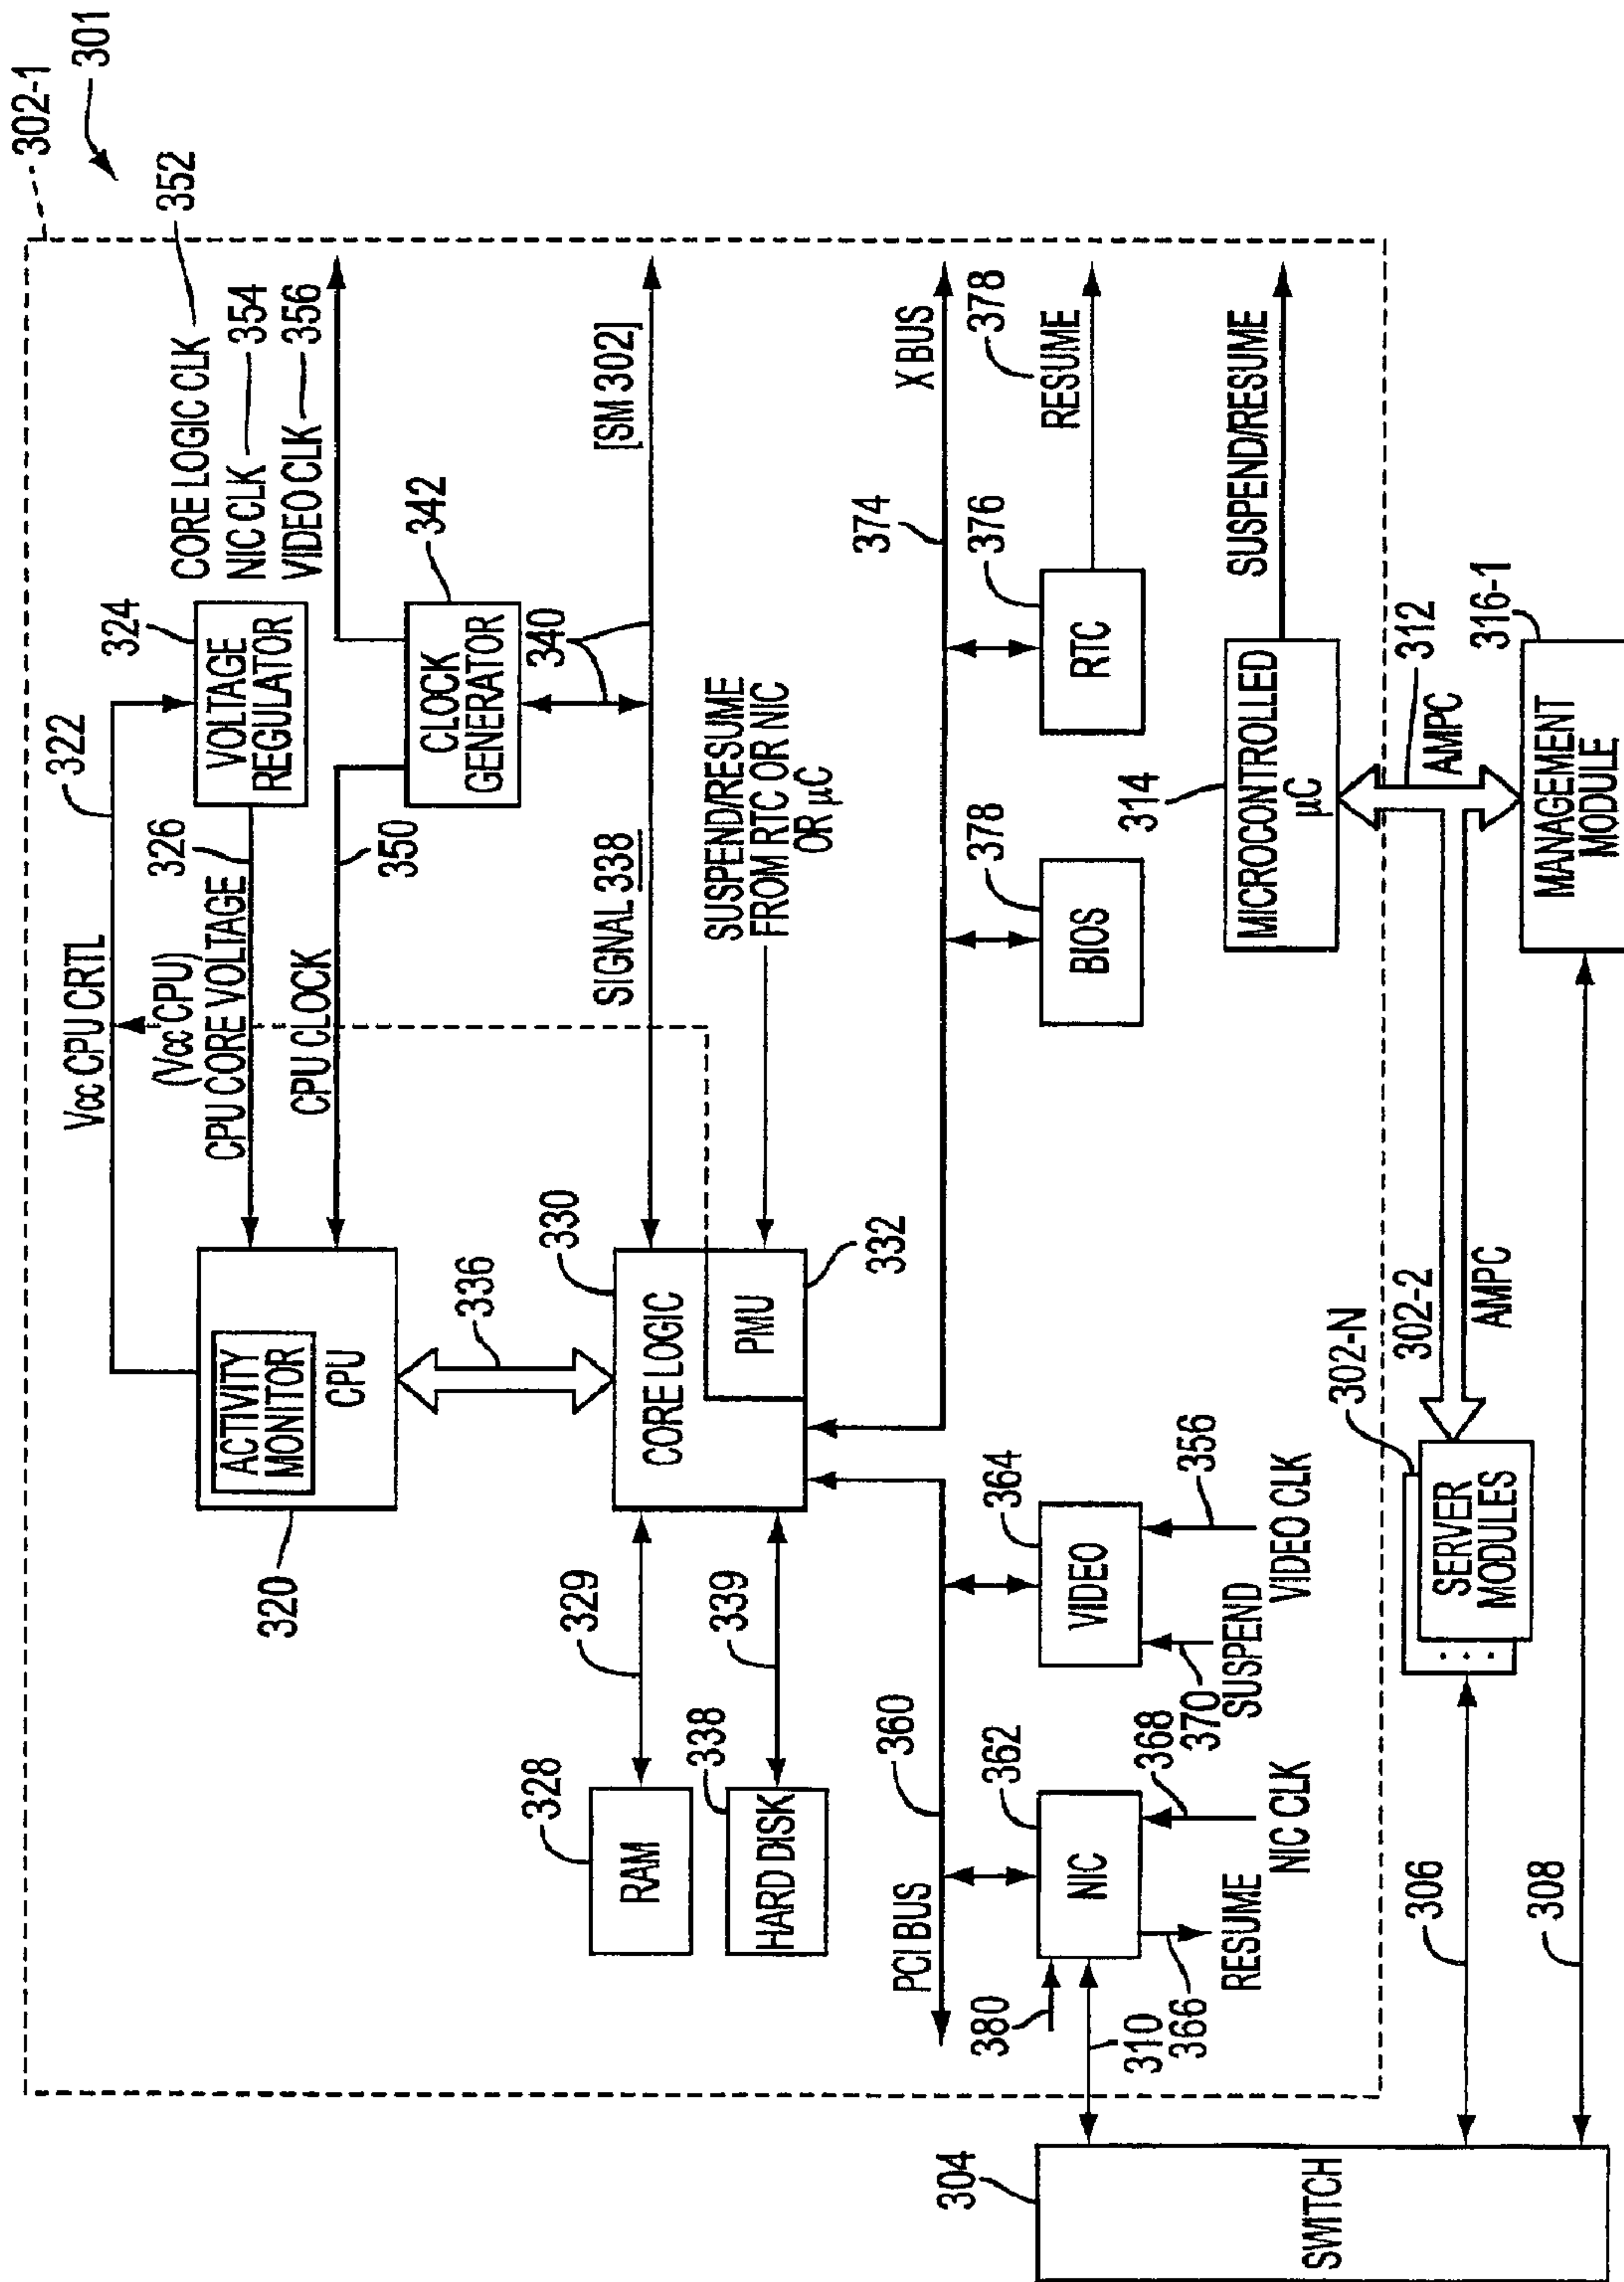 302-1
301
CORE LOGIC CLK 352
NIC CLK 354
VIDEO CLK 356
322
Vcc CPU CRTL
324
VOLTAGE
REGULATOR
326
(Vcc CPU)
CPU CORE VOLTAGE
350
CPU CLOCK
342
CLOCK
GENERATOR
340
ACTIVITY
MONITOR
CPU
320
336
330
CORE LOGIC
PMU
332
SIGNAL 338
[SM 302]
SUSPEND/RESUME
FROM RTC OR NIC
OR µC
329
328
RAM
339
338
HARD DISK
PCI BUS
360
X BUS
374
362
NIC
364
VIDEO
378
BIOS
376
RTC
378
RESUME
380
310
366
RESUME
368
NIC CLK
370
SUSPEND
356
VIDEO CLK
314
MICROCONTROLLED
µC
SUSPEND/RESUME
304
SWITCH
302-N
302-2
SERVER
MODULES
...
AMPC
312
AMPC
316-1
MANAGEMENT
MODULE
306
308